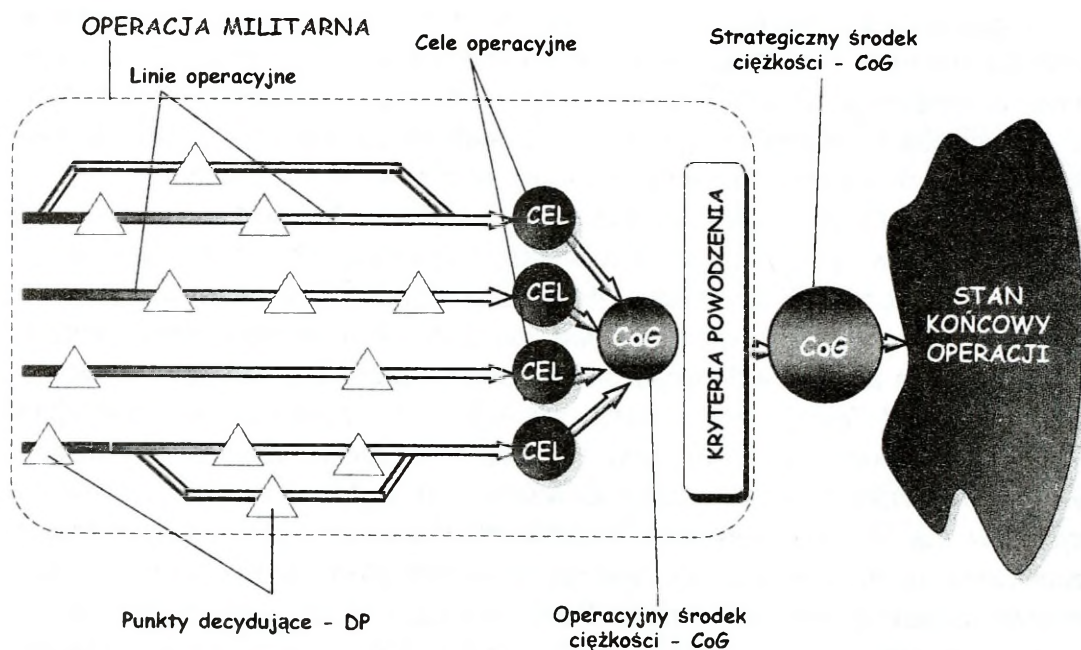 OPERACJA MILITARNA
Linie operacyjne
Cele operacyjne
Strategiczny środek
ciężkości - CoG
CEL
CEL
CEL
CEL
CoG
KRYTERIA POWODZENIA
CoG
STAN
KOŃCOWY
OPERACJI
Punkty decydujące - DP
Operacyjny środek
ciężkości - CoG